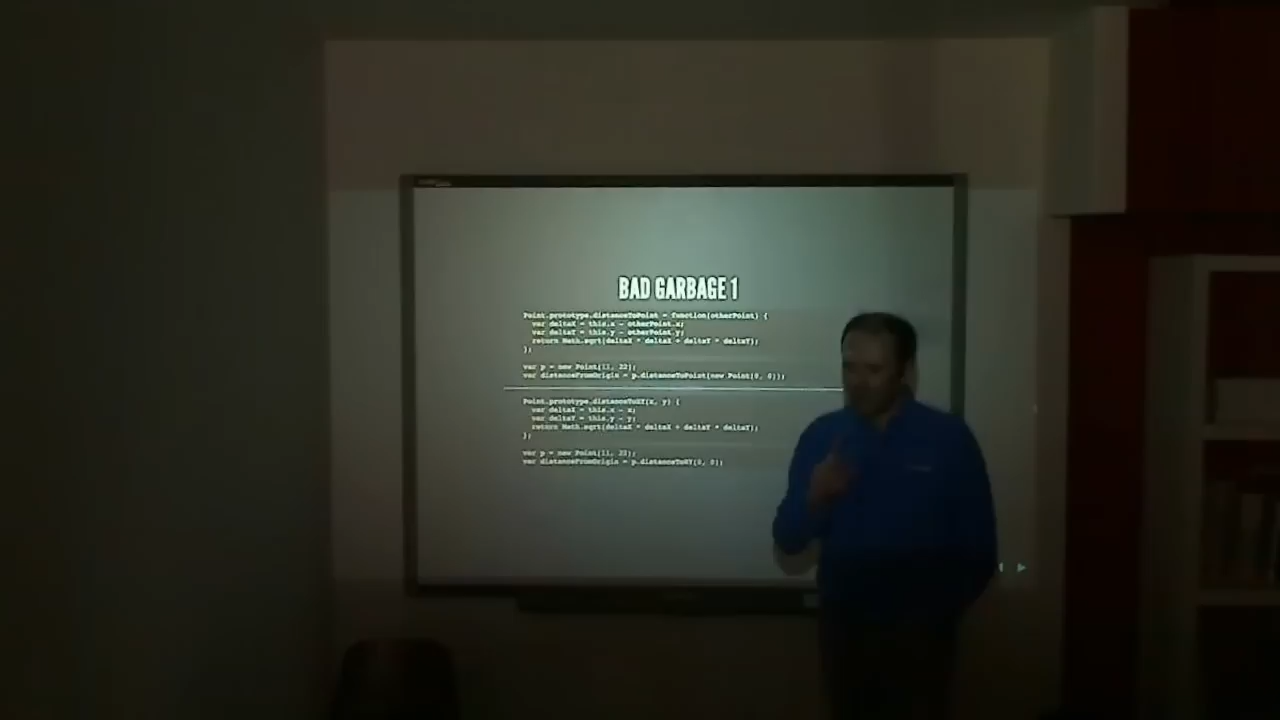 BAD GARBAGE 1
Point.prototype.distanceToPoint = function(otherPoint) {
var deltaX = this.x - otherPoint.x;
var deltaY = this.y - otherPoint.y;
return Math.sqrt(deltaX * deltaX + deltaY * deltaY);
};
var p = new Point(11, 22);
var distanceFromOrigin = p.distanceToPoint(new Point(0, 0));
Point.prototype.distanceToXY(x, y) {
var deltaX = this.x - x;
var deltaY = this.y - y;
return Math.sqrt(deltaX * deltaX + deltaY * deltaY);
};
var p = new Point(11, 22);
var distanceFromOrigin = p.distanceToXY(0, 0);